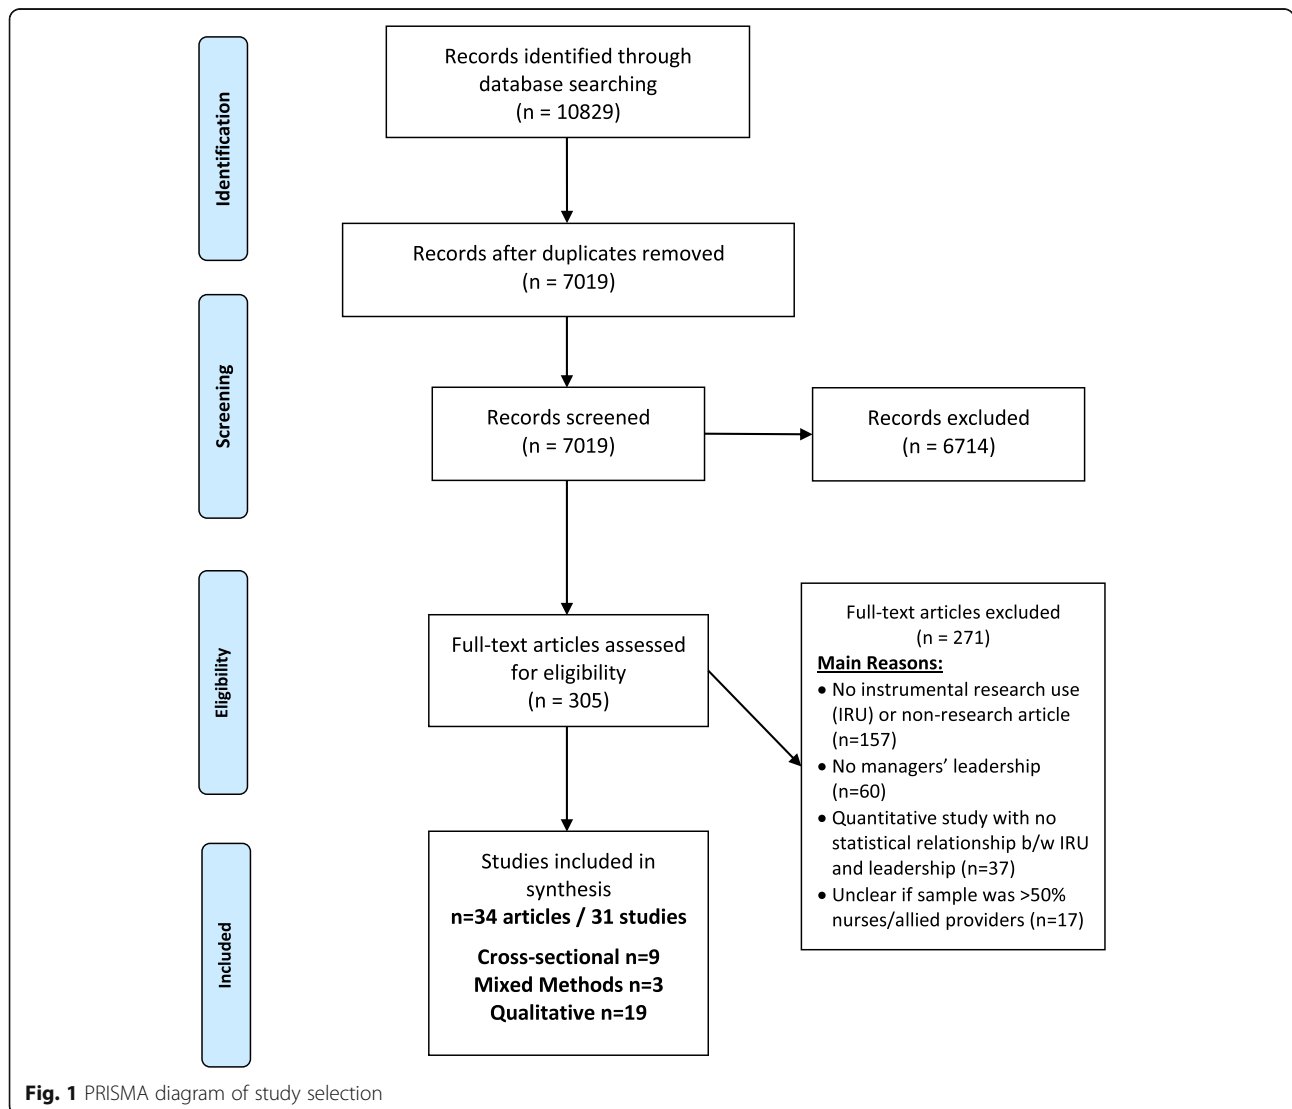 Identification
Records identified through
database searching
(n = 10829)
Records after duplicates removed
(n = 7019)
Screening
Records screened
(n = 7019)
Records excluded
(n = 6714)
Eligibility
Full-text articles assessed
for eligibility
(n = 305)
Full-text articles excluded
(n = 271)
Main Reasons:
• No instrumental research use
(IRU) or non-research article
(n=157)
• No managers’ leadership
(n=60)
• Quantitative study with no
statistical relationship b/w IRU
and leadership (n=37)
• Unclear if sample was >50%
nurses/allied providers (n=17)
Included
Studies included in
synthesis
n=34 articles / 31 studies
Cross-sectional n=9
Mixed Methods n=3
Qualitative n=19
Fig. 1 PRISMA diagram of study selection